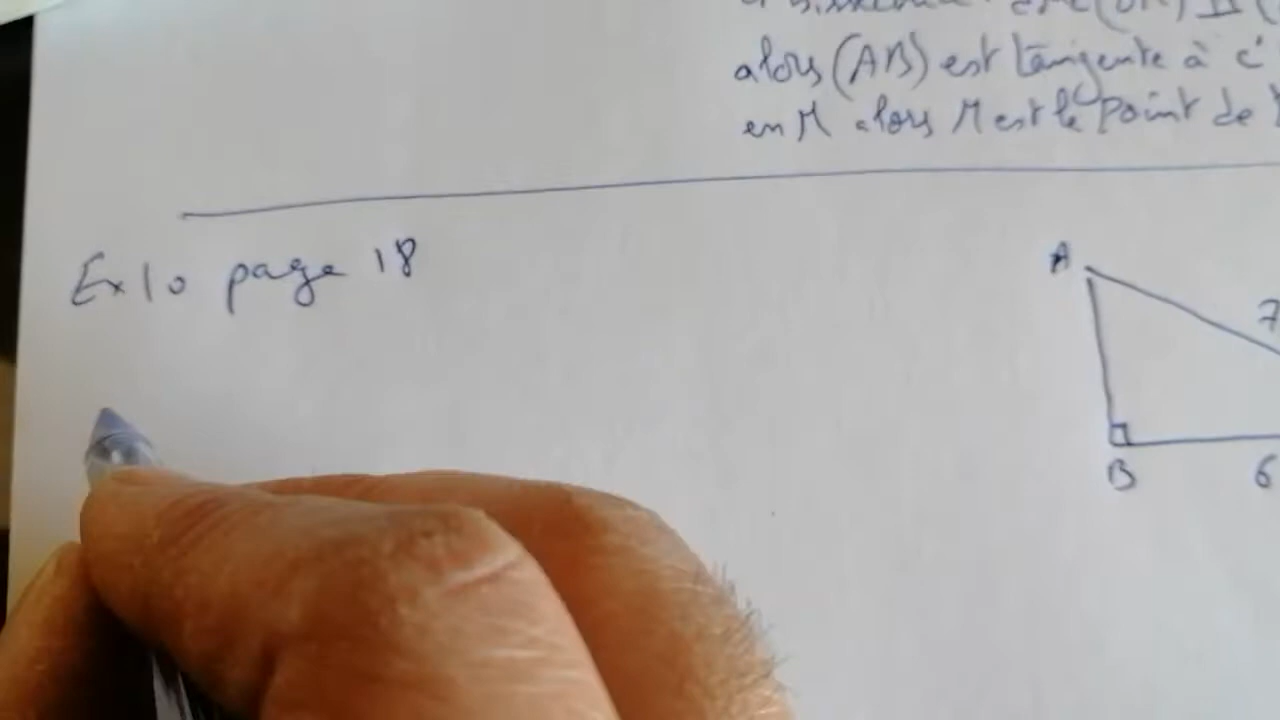 alors (AB) est tangente à c'
en M alors M est le point de
Ex 10 page 18
A
7
B
6